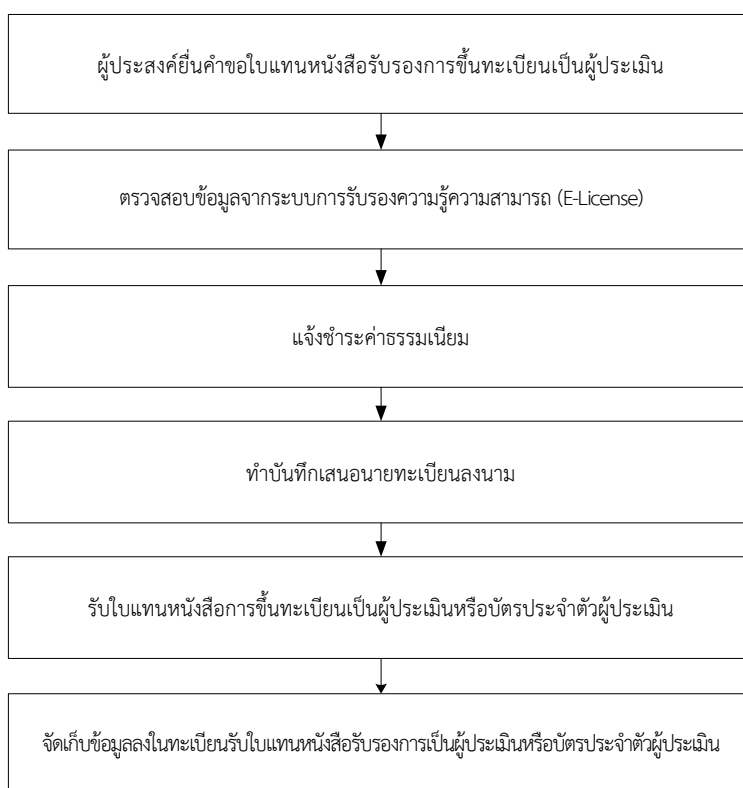 ผู้ประสงค์ยื่นคำขอใบแทนหนังสือรับรองการขึ้นทะเบียนเป็นผู้ประเมิน
ตรวจสอบข้อมูลจากระบบการรับรองความรู้ความสามารถ (E-License)
แจ้งชำระค่าธรรมเนียม
ทำบันทึกเสนอนายทะเบียนลงนาม
รับใบแทนหนังสือการขึ้นทะเบียนเป็นผู้ประเมินหรือบัตรประจำตัวผู้ประเมิน
จัดเก็บข้อมูลลงในทะเบียนรับใบแทนหนังสือรับรองการเป็นผู้ประเมินหรือบัตรประจำตัวผู้ประเมิน